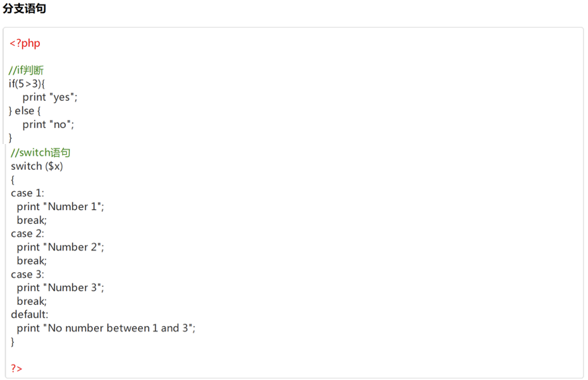 分支语句
<?php
//if判断
if(5>3){
print "yes";
} else {
print "no";
}
//switch语句
switch ($x)
{
case 1:
print "Number 1";
break;
case 2:
print "Number 2";
break;
case 3:
print "Number 3";
break;
default:
print "No number between 1 and 3";
}
?>